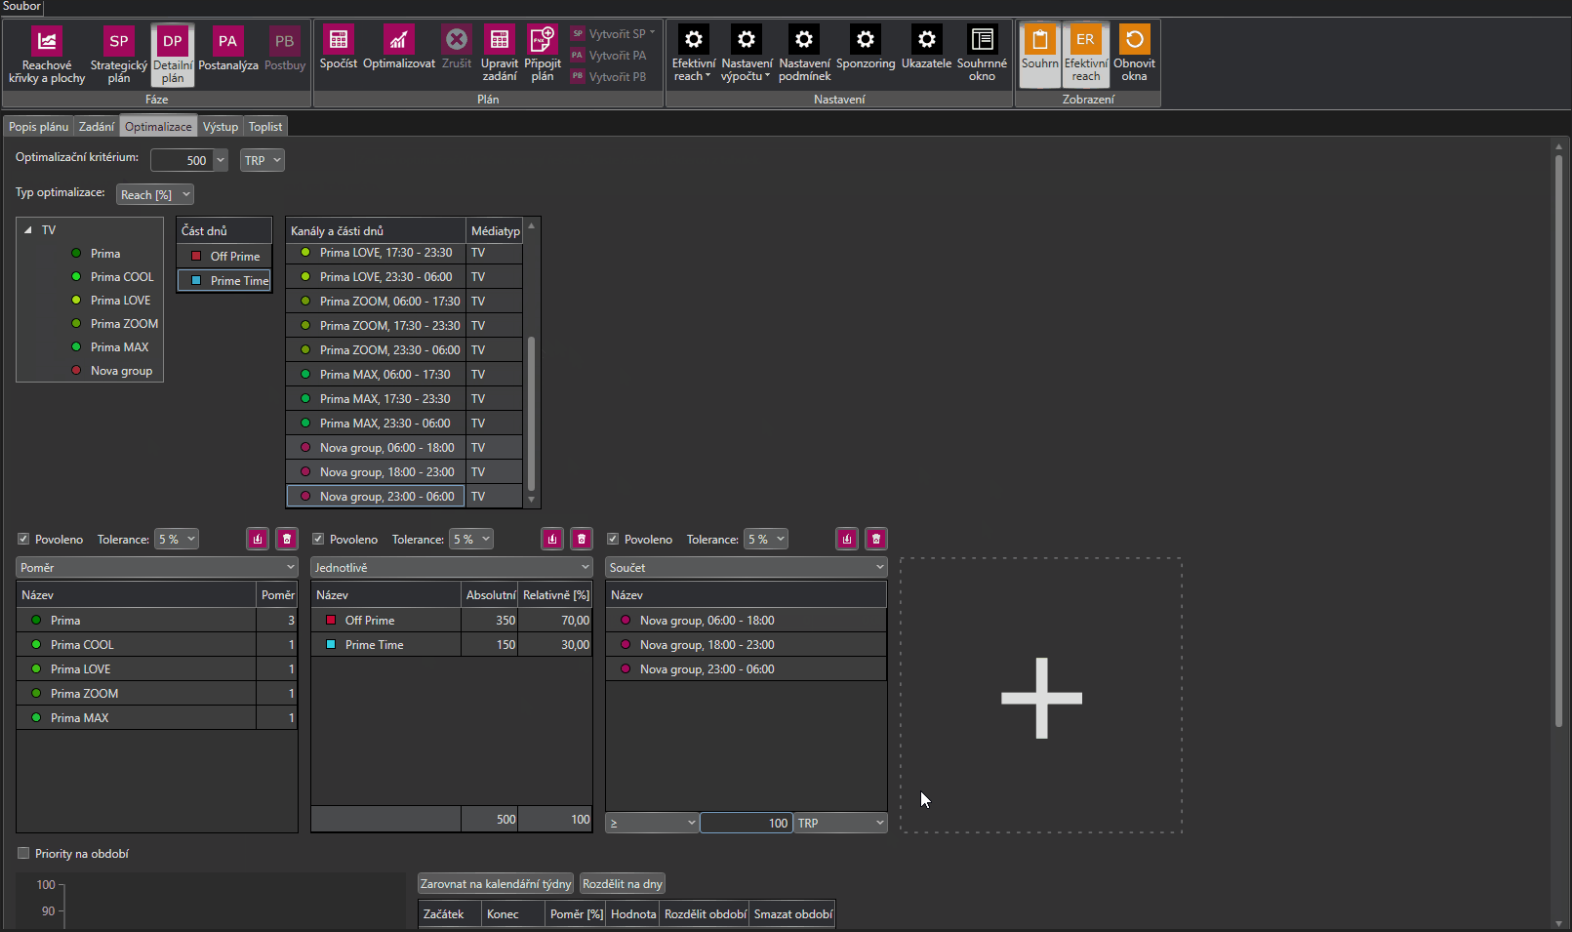 Soubor
Reachové křivky a plochy
SP Strategický plán
DP Detailní plán
PA Postanalýza
PB Postbuy
Fáze
Spočíst
Optimalizovat
Zrušit
Upravit zadání
Připojit plán
SP Vytvořit SP
PA Vytvořit PA
PB Vytvořit PB
Plán
Efektivní reach
Nastavení výpočtu
Nastavení podmínek
Sponzoring
Ukazatele
Souhrnné okno
Nastavení
Souhrn
ER Efektivní reach
Obnovit okna
Zobrazení
Popis plánu Zadání Optimalizace Výstup Toplist
Optimalizační kritérium: 500 TRP
Typ optimalizace: Reach [%]
TV
Prima
Prima COOL
Prima LOVE
Prima ZOOM
Prima MAX
Nova group
Část dnů
Off Prime
Prime Time
Kanály a části dnů Médiatyp
Prima LOVE, 17:30 - 23:30 TV
Prima LOVE, 23:30 - 06:00 TV
Prima ZOOM, 06:00 - 17:30 TV
Prima ZOOM, 17:30 - 23:30 TV
Prima ZOOM, 23:30 - 06:00 TV
Prima MAX, 06:00 - 17:30 TV
Prima MAX, 17:30 - 23:30 TV
Prima MAX, 23:30 - 06:00 TV
Nova group, 06:00 - 18:00 TV
Nova group, 18:00 - 23:00 TV
Nova group, 23:00 - 06:00 TV
Povoleno Tolerance: 5 %
Poměr
Název Poměr
Prima 3
Prima COOL 1
Prima LOVE 1
Prima ZOOM 1
Prima MAX 1
Povoleno Tolerance: 5 %
Jednotlivě
Název Absolutní Relativně [%]
Off Prime 350 70,00
Prime Time 150 30,00
500 100
Povoleno Tolerance: 5 %
Součet
Název
Nova group, 06:00 - 18:00
Nova group, 18:00 - 23:00
Nova group, 23:00 - 06:00
≥ 100 TRP
Priority na období
100
90
Zarovnat na kalendářní týdny Rozdělit na dny
Začátek Konec Poměr [%] Hodnota Rozdělit období Smazat období